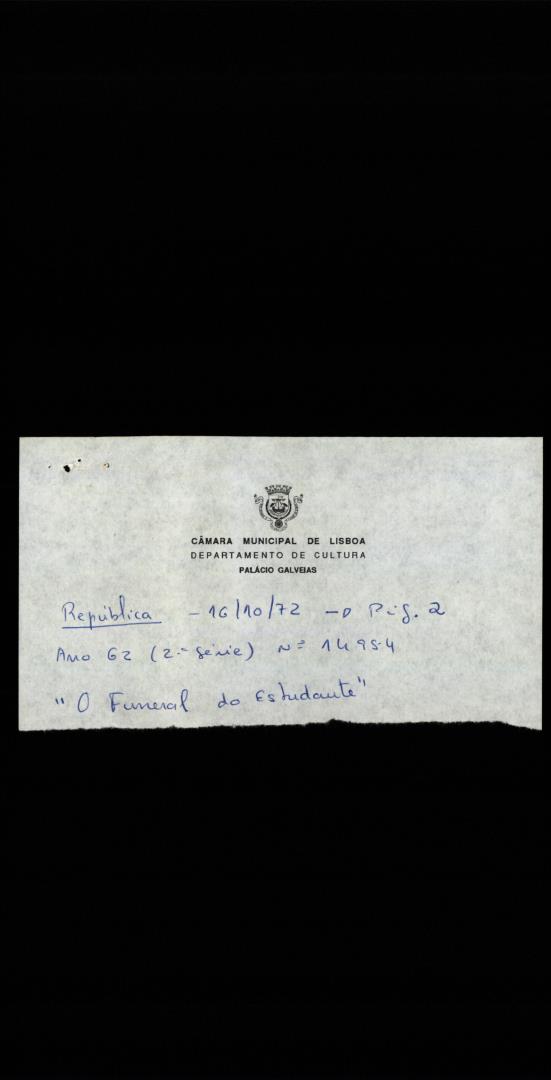 CÂMARA MUNICIPAL DE LISBOA
DEPARTAMENTO DE CULTURA
PALÁCIO GALVEIAS
República - 16/10/72 → Pág. 2
Ano 62 (2.ª série) Nº 14954
"O Funeral do Estudante"